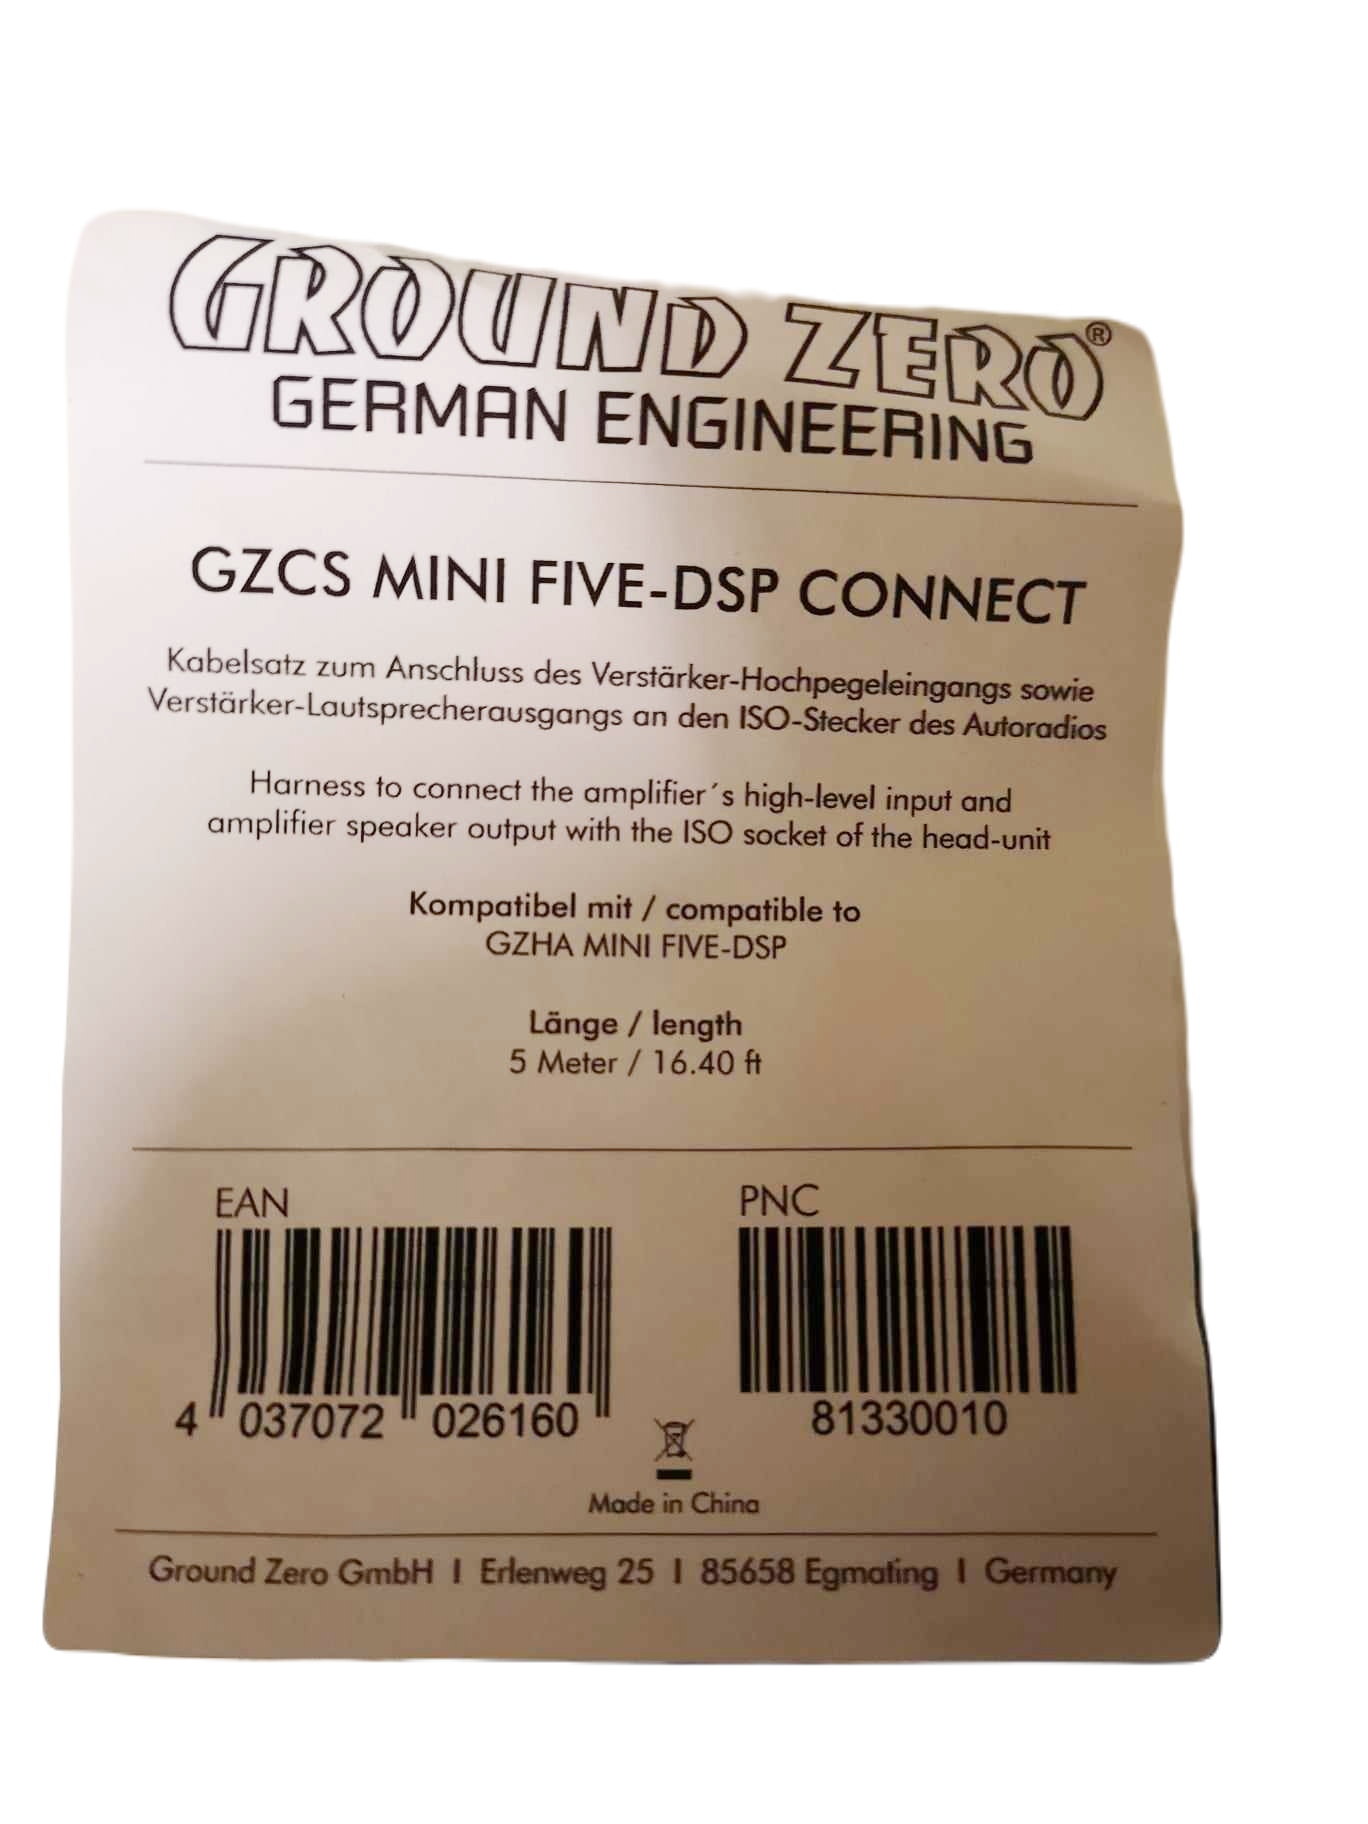 GROUND ZERO®
GERMAN ENGINEERING
GZCS MINI FIVE-DSP CONNECT
Kabelsatz zum Anschluss des Verstärker-Hochpegeleingangs sowie
Verstärker-Lautsprecherausgangs an den ISO-Stecker des Autoradios
Harness to connect the amplifier´s high-level input and
amplifier speaker output with the ISO socket of the head-unit
Kompatibel mit / compatible to
GZHA MINI FIVE-DSP
Länge / length
5 Meter / 16.40 ft
EAN
4 037072 026160
PNC
81330010
Made in China
Ground Zero GmbH I Erlenweg 25 I 85658 Egmating I Germany